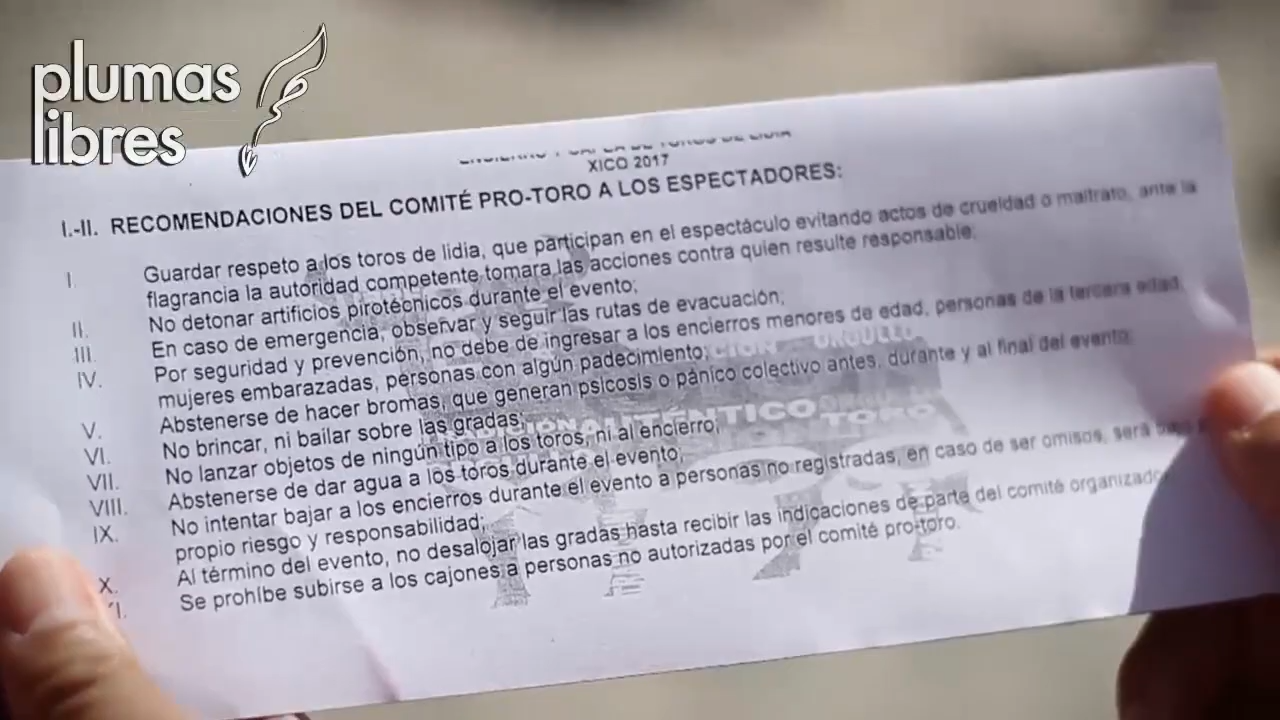 plumas
libres
XICO 2017
I.-II. RECOMENDACIONES DEL COMITÉ PRO-TORO A LOS ESPECTADORES:
I. Guardar respeto a los toros de lidia, que participan en el espectáculo evitando actos de crueldad o maltrato, ante la
flagrancia la autoridad competente tomara las acciones contra quien resulte responsable;
II. No detonar artificios pirotécnicos durante el evento;
III. En caso de emergencia, observar y seguir las rutas de evacuación;
IV. Por seguridad y prevención, no debe de ingresar a los encierros menores de edad, personas de la tercera edad,
mujeres embarazadas, personas con algún padecimiento;
V. Abstenerse de hacer bromas, que generan psicosis o pánico colectivo antes, durante y al final del evento;
VI. No brincar, ni bailar sobre las gradas;
VII. No lanzar objetos de ningún tipo a los toros, ni al encierro;
VIII. Abstenerse de dar agua a los toros durante el evento;
IX. No intentar bajar a los encierros durante el evento a personas no registradas, en caso de ser omisos, será
propio riesgo y responsabilidad;
X. Al término del evento, no desalojar las gradas hasta recibir las indicaciones de parte del comité organizado
I. Se prohíbe subirse a los cajones a personas no autorizadas por el comité pro-toro.
AUTÉNTICO
TORO
ORGULLO